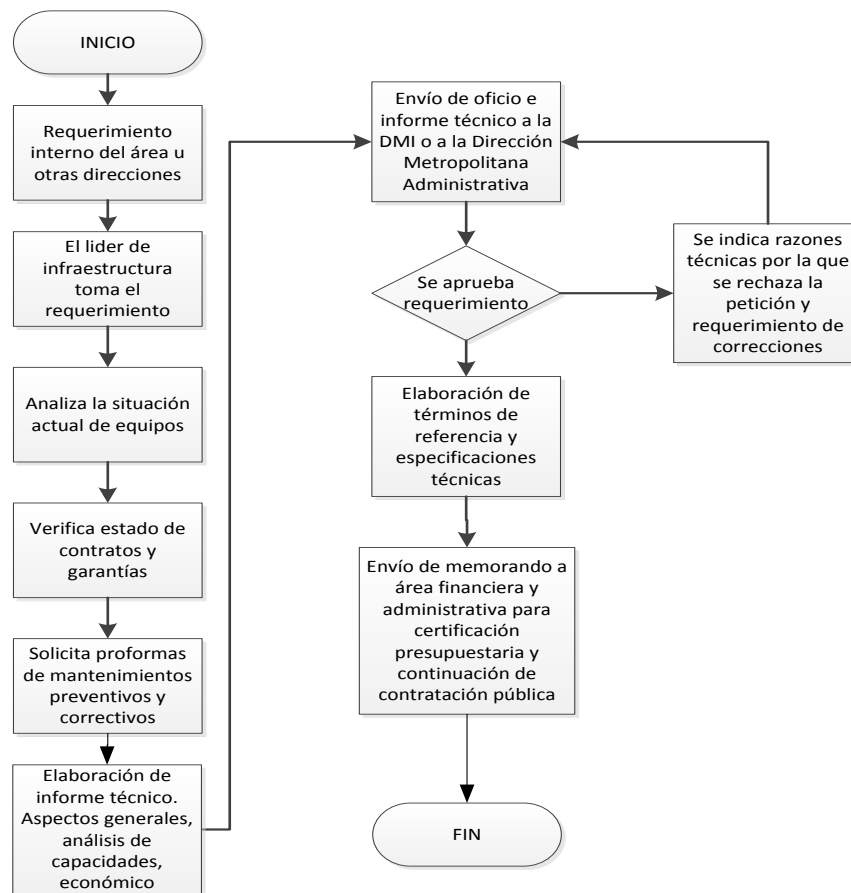 INICIO
Requerimiento
interno del área u
otras direcciones
El lider de
infraestructura
toma el
requerimiento
Analiza la situación
actual de equipos
Verifica estado de
contratos y
garantías
Solicita proformas
de mantenimientos
preventivos y
correctivos
Elaboración de
informe técnico.
Aspectos generales,
análisis de
capacidades,
económico
Envío de oficio e
informe técnico a la
DMI o a la Dirección
Metropolitana
Administrativa
Se aprueba
requerimiento
Se indica razones
técnicas por la que
se rechaza la
petición y
requerimiento de
correcciones
Elaboración de
términos de
referencia y
especificaciones
técnicas
Envío de memorando a
área financiera y
administrativa para
certificación
presupuestaria y
continuación de
contratación pública
FIN